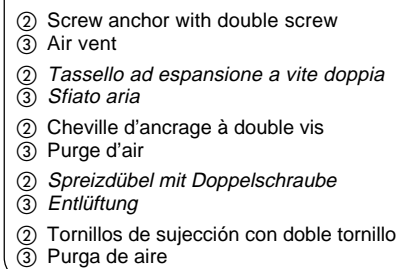 ② Screw anchor with double screw
③ Air vent
② Tassello ad espansione a vite doppia
③ Sfiato aria
② Cheville d’ancrage à double vis
③ Purge d’air
② Spreizdübel mit Doppelschraube
③ Entlüftung
② Tornillos de sujección con doble tornillo
③ Purga de aire